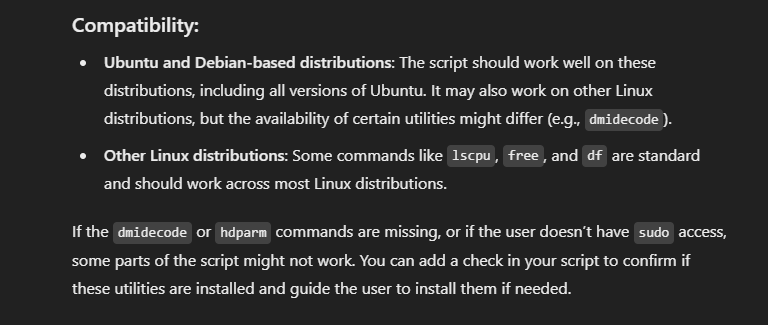 Compatibility:
• Ubuntu and Debian-based distributions: The script should work well on these
distributions, including all versions of Ubuntu. It may also work on other Linux
distributions, but the availability of certain utilities might differ (e.g., dmidecode ).
• Other Linux distributions: Some commands like lscpu , free , and df are standard
and should work across most Linux distributions.
If the dmidecode or hdparm commands are missing, or if the user doesn't have sudo access,
some parts of the script might not work. You can add a check in your script to confirm if
these utilities are installed and guide the user to install them if needed.